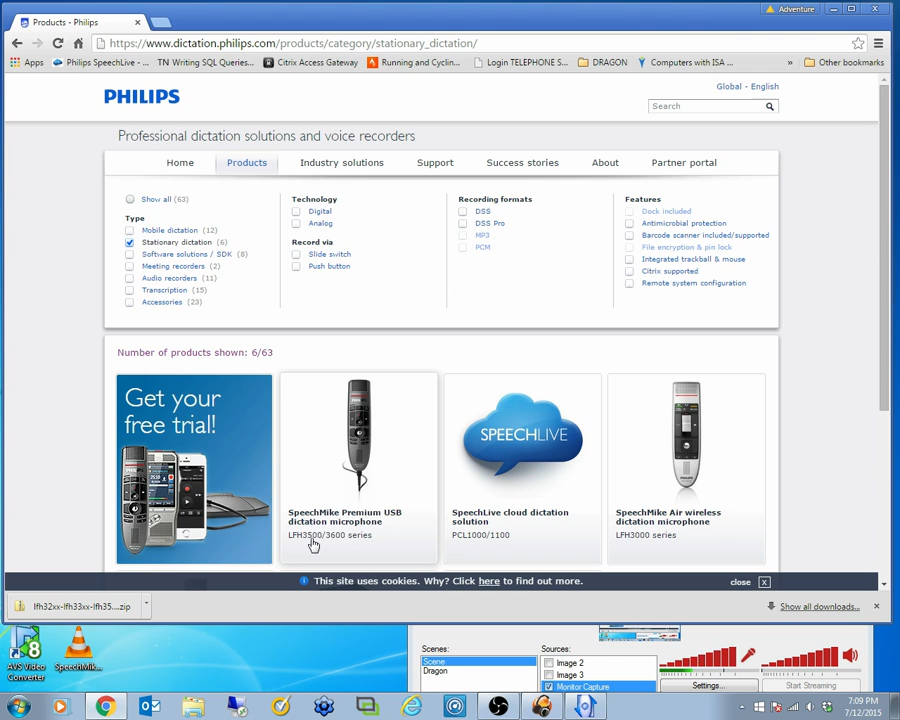 Adventure
Products - Philips
https://www.dictation.philips.com/products/category/stationary_dictation/
Apps Philips SpeechLive - ... TN Writing SQL Queries... Citrix Access Gateway Running and Cyclin... Login TELEPHONE S... DRAGON Computers with ISA ... » Other bookmarks
Global - English
PHILIPS
Search
Professional dictation solutions and voice recorders
Home Products Industry solutions Support Success stories About Partner portal
Show all (63)
Type
Mobile dictation (12)
Stationary dictation (6)
Software solutions / SDK (8)
Meeting recorders (2)
Audio recorders (11)
Transcription (15)
Accessories (23)
Technology
Digital
Analog
Record via
Slide switch
Push button
Recording formats
DSS
DSS Pro
MP3
PCM
Features
Dock included
Antimicrobial protection
Barcode scanner included/supported
File encryption & pin lock
Integrated trackball & mouse
Citrix supported
Remote system configuration
Number of products shown: 6/63
Get your
free trial!
SpeechMike Premium USB
dictation microphone
LFH3500/3600 series
SPEECHLIVE
SpeechLive cloud dictation
solution
PCL1000/1100
SpeechMike Air wireless
dictation microphone
LFH3000 series
This site uses cookies. Why? Click here to find out more.
close X
lfh32xx-lfh33xx-lfh35....zip
Show all downloads...
AVS Video
Converter
SpeechMik...
Scenes:
Scene
Dragon
Sources:
Image 2
Image 3
Monitor Capture
Settings...
Start Streaming
7:09 PM
7/12/2015